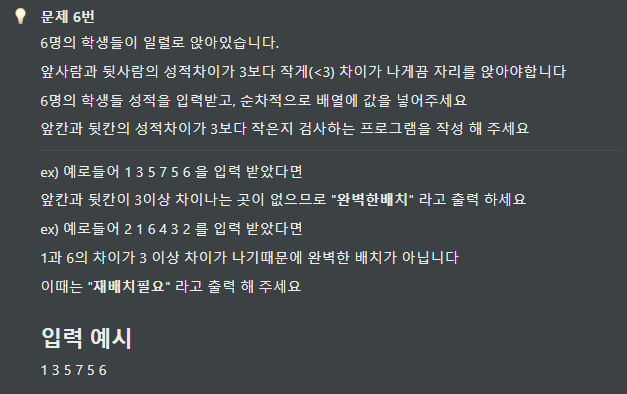 문제 6번
6명의 학생들이 일렬로 앉아있습니다.
앞사람과 뒷사람의 성적차이가 3보다 작게(<3) 차이가 나게끔 자리를 앉아야합니다
6명의 학생들 성적을 입력받고, 순차적으로 배열에 값을 넣어주세요
앞칸과 뒷칸의 성적차이가 3보다 작은지 검사하는 프로그램을 작성 해 주세요
ex) 예로들어 1 3 5 7 5 6 을 입력 받았다면
앞칸과 뒷칸이 3이상 차이나는 곳이 없으므로 "완벽한배치" 라고 출력 하세요
ex) 예로들어 2 1 6 4 3 2 를 입력 받았다면
1과 6의 차이가 3 이상 차이가 나기때문에 완벽한 배치가 아닙니다
이때는 "재배치필요" 라고 출력 해 주세요
입력 예시
1 3 5 7 5 6